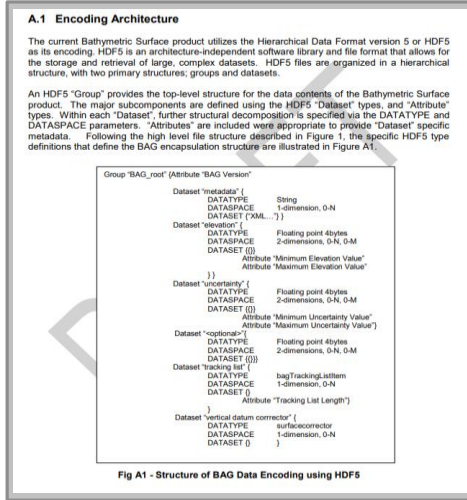 A.1 Encoding Architecture
The current Bathymetric Surface product utilizes the Hierarchical Data Format version 5 or HDF5
as its encoding. HDF5 is an architecture-independent software library and file format that allows for
the storage and retrieval of large, complex datasets. HDF5 files are organized in a hierarchical
structure, with two primary structures; groups and datasets.
An HDF5 "Group" provides the top-level structure for the data contents of the Bathymetric Surface
product. The major subcomponents are defined using the HDF5 "Dataset" types, and "Attribute"
types. Within each "Dataset", further structural decomposition is specified via the DATATYPE and
DATASPACE parameters. "Attributes" are included were appropriate to provide "Dataset" specific
metadata. Following the high level file structure described in Figure 1, the specific HDF5 type
definitions that define the BAG encapsulation structure are illustrated in Figure A1.
Group "BAG_root" (Attribute "BAG Version"
Dataset "metadata" {
DATATYPE String
DATASPACE 1-dimension, 0-N
DATASET {"XML..."} }
Dataset "elevation" {
DATATYPE Floating point 4bytes
DATASPACE 2-dimensions, 0-N, 0-M
DATASET {{}}
Attribute "Minimum Elevation Value"
Attribute "Maximum Elevation Value"
} }
Dataset "uncertainty" {
DATATYPE Floating point 4bytes
DATASPACE 2-dimensions, 0-N, 0-M
DATASET {{}}
Attribute "Minimum Uncertainty Value"
Attribute "Maximum Uncertainty Value"}
Dataset "<optional>"{
DATATYPE Floating point 4bytes
DATASPACE 2-dimensions, 0-N, 0-M
DATASET {{}}}
Dataset "tracking list" {
DATATYPE bagTrackingListItem
DATASPACE 1-dimension, 0-N
DATASET {}
Attribute "Tracking List Length"}
}
Dataset "vertical datum corrrector" {
DATATYPE surfacecorrector
DATASPACE 1-dimension, 0-N
DATASET {} }
Fig A1 - Structure of BAG Data Encoding using HDF5